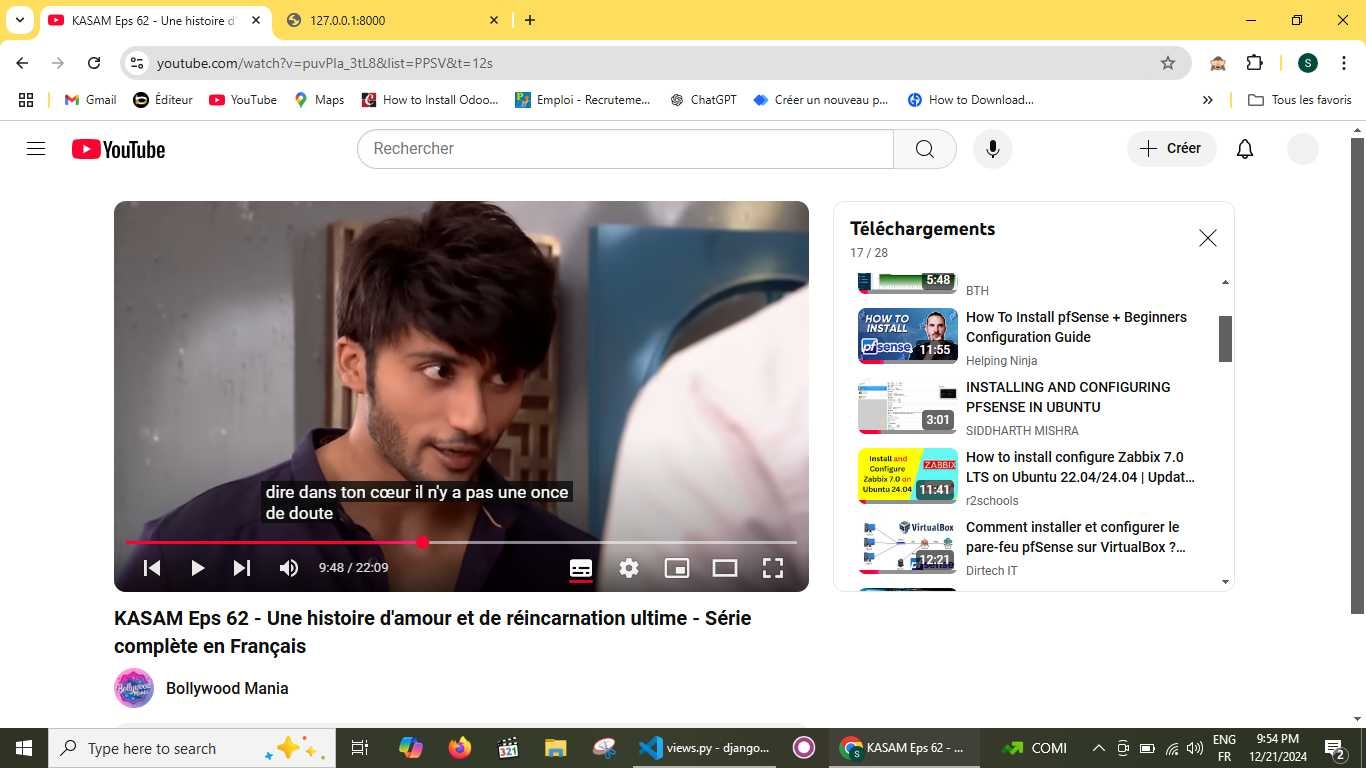 KASAM Eps 62 - Une histoire d'
127.0.0.1:8000
youtube.com/watch?v=puvPIa_3tL8&list=PPSV&t=12s
S
Gmail
Éditeur
YouTube
Maps
How to Install Odoo...
Emploi - Recruteme...
ChatGPT
Créer un nouveau p...
How to Download...
Tous les favoris
YouTube
Rechercher
Créer
dire dans ton cœur il n'y a pas une once
de doute
9:48 / 22:09
Téléchargements
17 / 28
5:48
BTH
HOW TO
INSTALL
pfsense
11:55
How To Install pfSense + Beginners
Configuration Guide
Helping Ninja
3:01
INSTALLING AND CONFIGURING
PFSENSE IN UBUNTU
SIDDHARTH MISHRA
Install and
Configure
Zabbix 7.0 on
Ubuntu 24.04
ZABBIX
11:41
How to install configure Zabbix 7.0
LTS on Ubuntu 22.04/24.04 | Updat...
r2schools
VirtualBox
12:21
Comment installer et configurer le
pare-feu pfSense sur VirtualBox ?...
Dirtech IT
KASAM Eps 62 - Une histoire d'amour et de réincarnation ultime - Série
complète en Français
Bollywood Mania
Type here to search
321
views.py - django...
S
KASAM Eps 62 - ...
COMI
ENG
FR
9:54 PM
12/21/2024
2